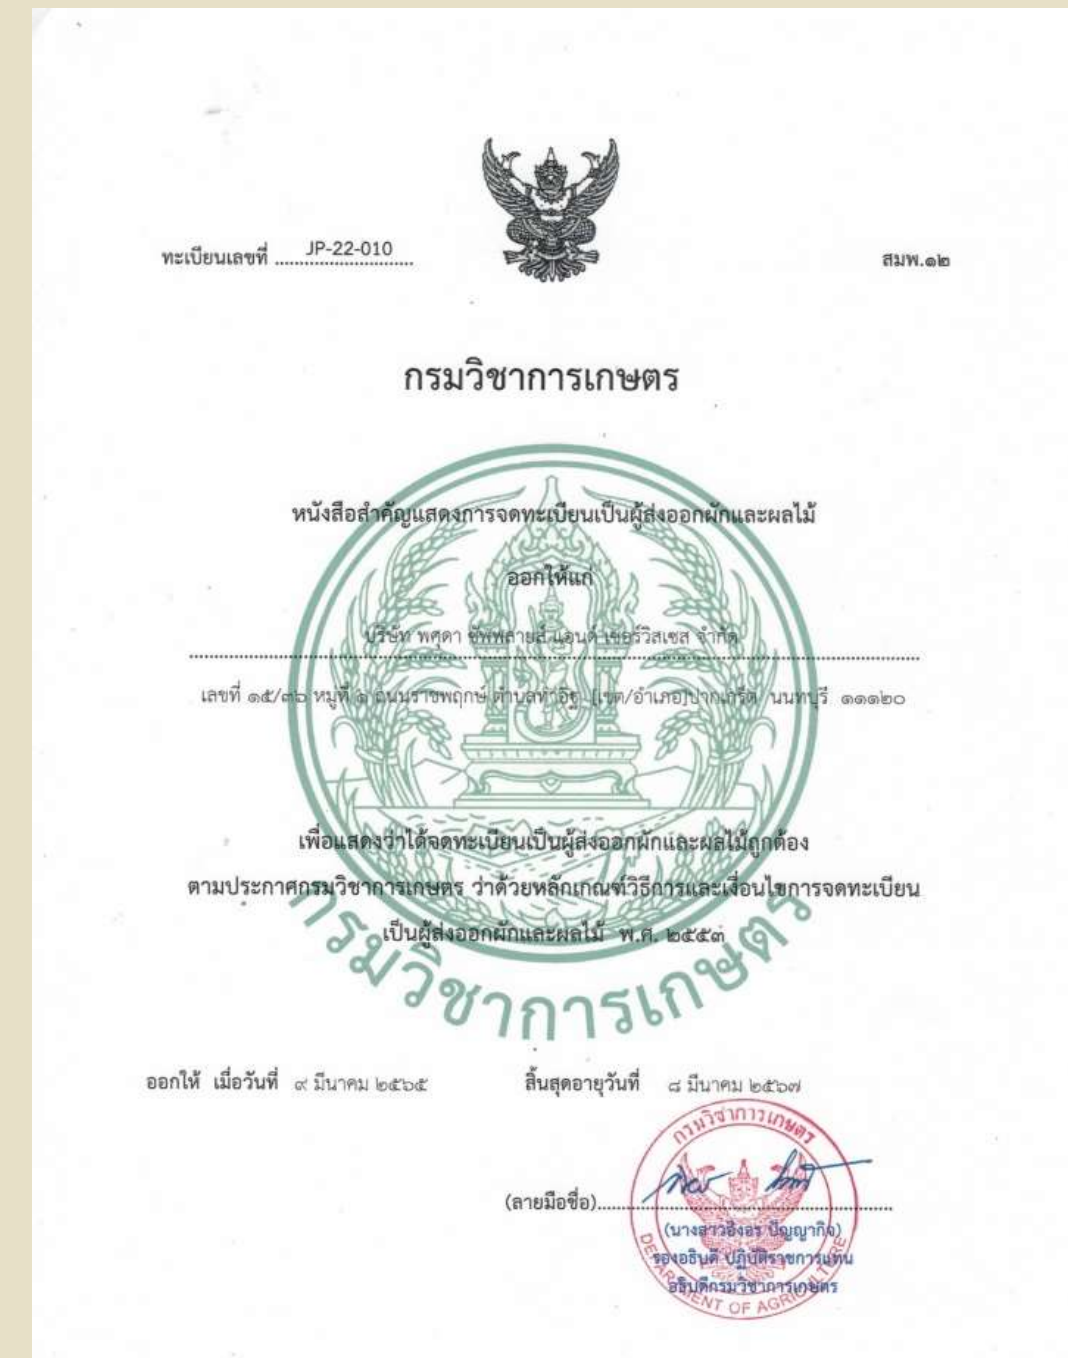 ทะเบียนเลขที่ JP-22-010
สมพ.๑๒
กรมวิชาการเกษตร
หนังสือสำคัญแสดงการจดทะเบียนเป็นผู้ส่งออกผักและผลไม้
ออกให้แก่
บริษัท พศุดา ซัพพลายส์ แอนด์ เซอร์วิสเซส จำกัด
เลขที่ ๑๕/๓๖ หมู่ที่ ๖ ถนนราชพฤกษ์ ตำบลท่าอิฐ [เขต/อำเภอ]ปากเกร็ด นนทบุรี ๑๑๑๒๐
เพื่อแสดงว่าได้จดทะเบียนเป็นผู้ส่งออกผักและผลไม้ถูกต้อง
ตามประกาศกรมวิชาการเกษตร ว่าด้วยหลักเกณฑ์วิธีการและเงื่อนไขการจดทะเบียน
เป็นผู้ส่งออกผักและผลไม้ พ.ศ. ๒๕๕๓
กรมวิชาการเกษตร
ออกให้ เมื่อวันที่ ๙ มีนาคม ๒๕๖๕ สิ้นสุดอายุวันที่ ๘ มีนาคม ๒๕๖๗
กรมวิชาการเกษตร
(ลายมือชื่อ)
(นางสาวอิงอร ปัญญากิจ)
รองอธิบดี ปฏิบัติราชการแทน
อธิบดีกรมวิชาการเกษตร
DEPARTMENT OF AGRICULTURE